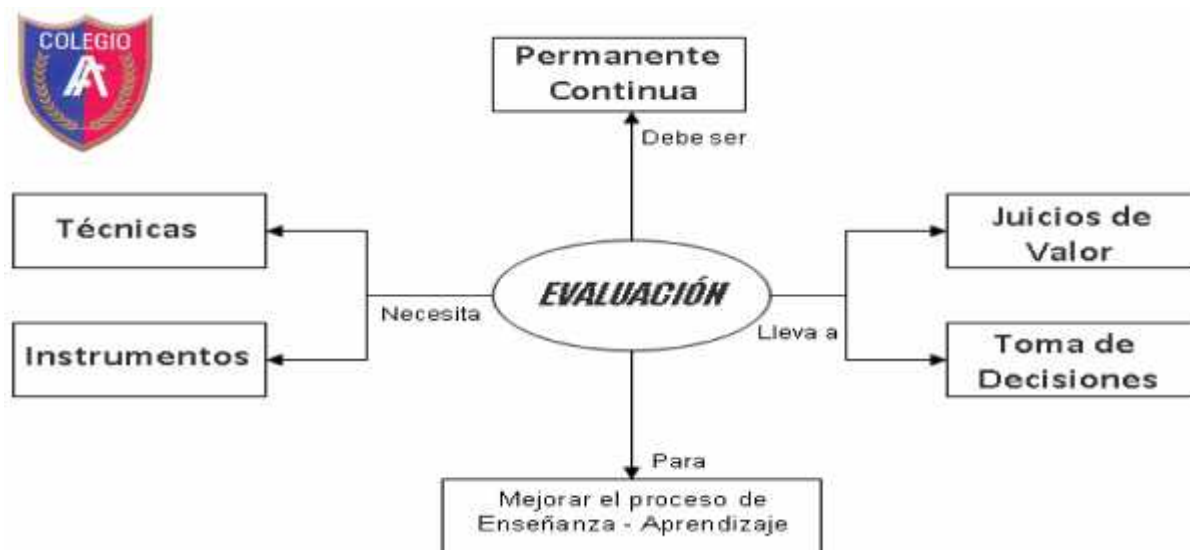 COLEGIO
AA
Permanente
Continua
Debe ser
Técnicas
Instrumentos
Necesita
EVALUACIÓN
Lleva a
Juicios de
Valor
Toma de
Decisiones
Para
Mejorar el proceso de
Enseñanza - Aprendizaje